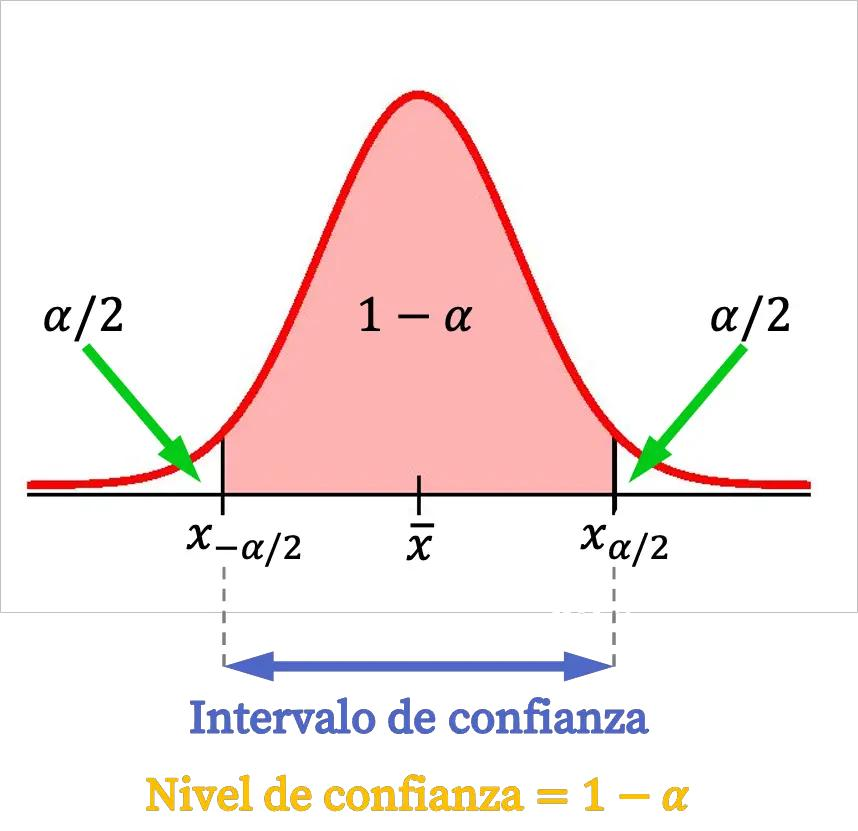 α/2
1 − α
α/2
x₋α/2
x̅
xα/2
Intervalo de confianza
Nivel de confianza = 1 − α